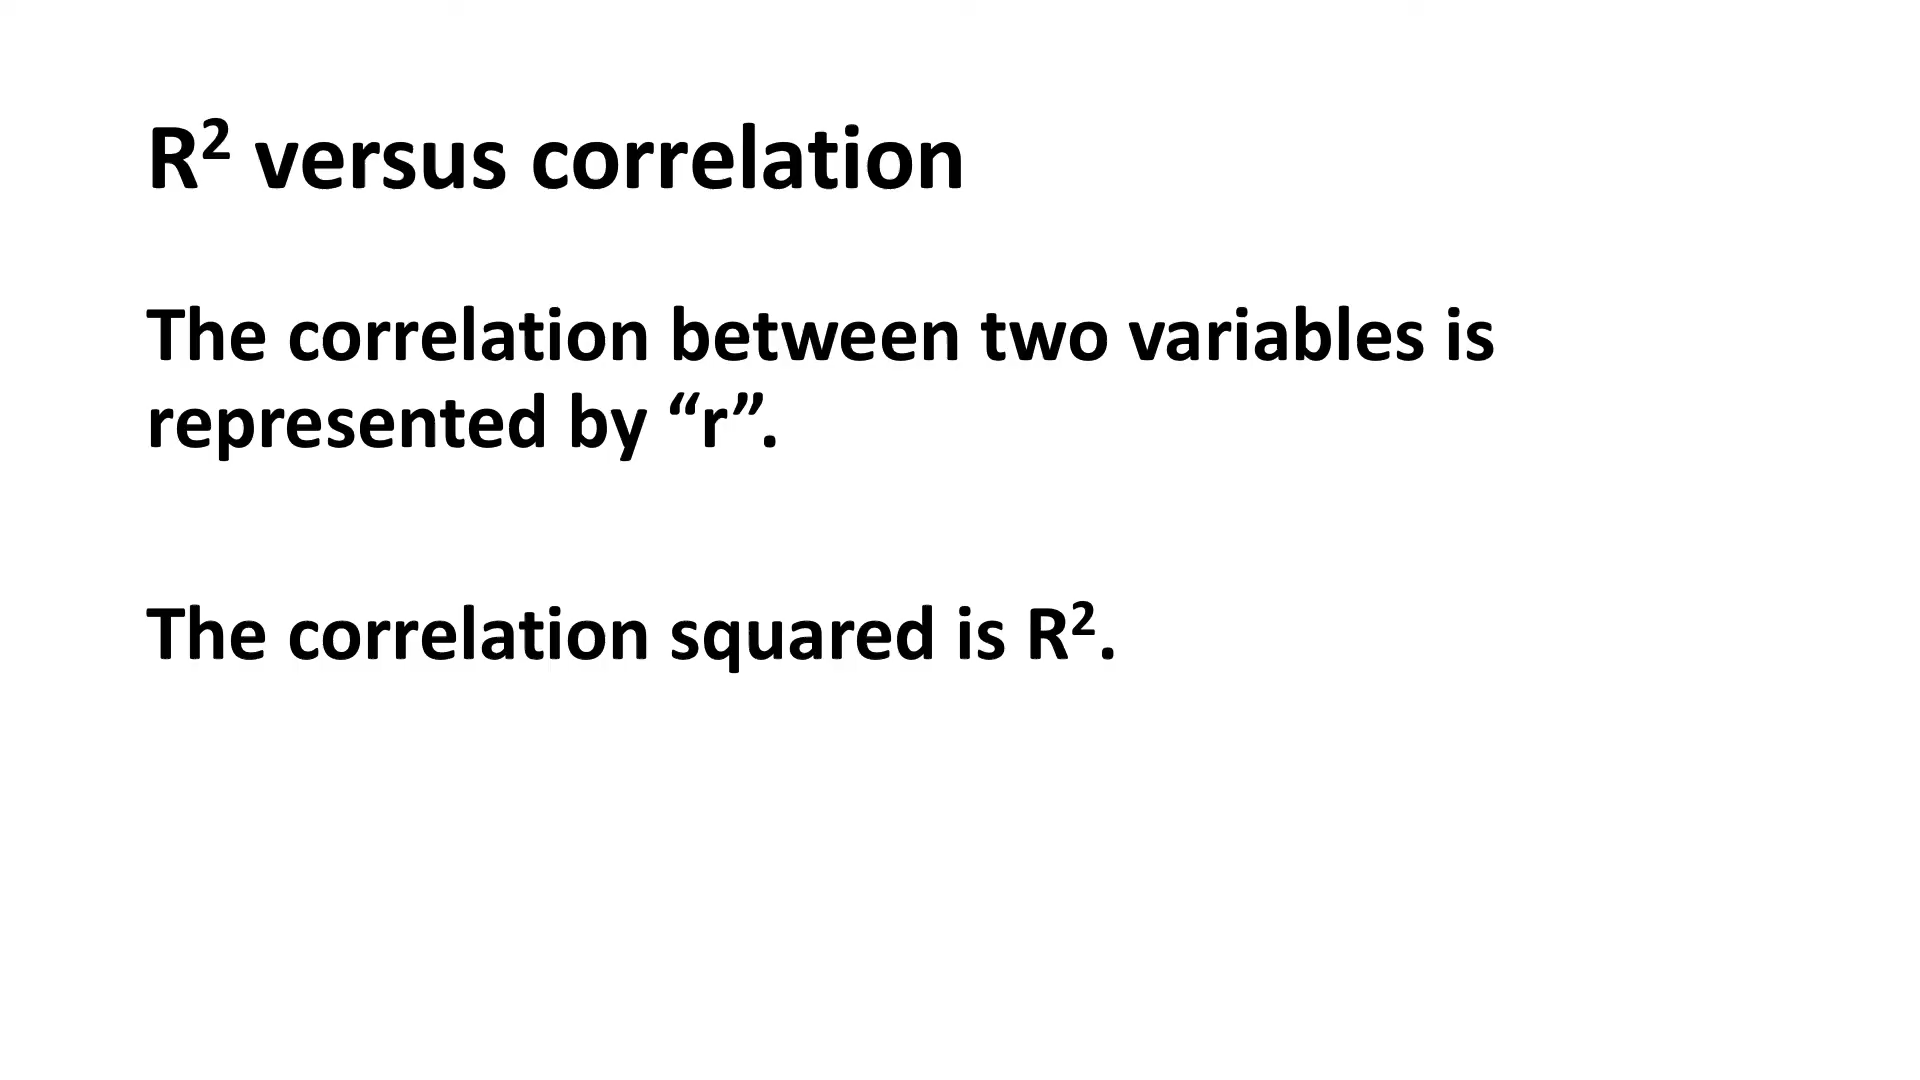 R² versus correlation
The correlation between two variables is
represented by “r”.
The correlation squared is R².